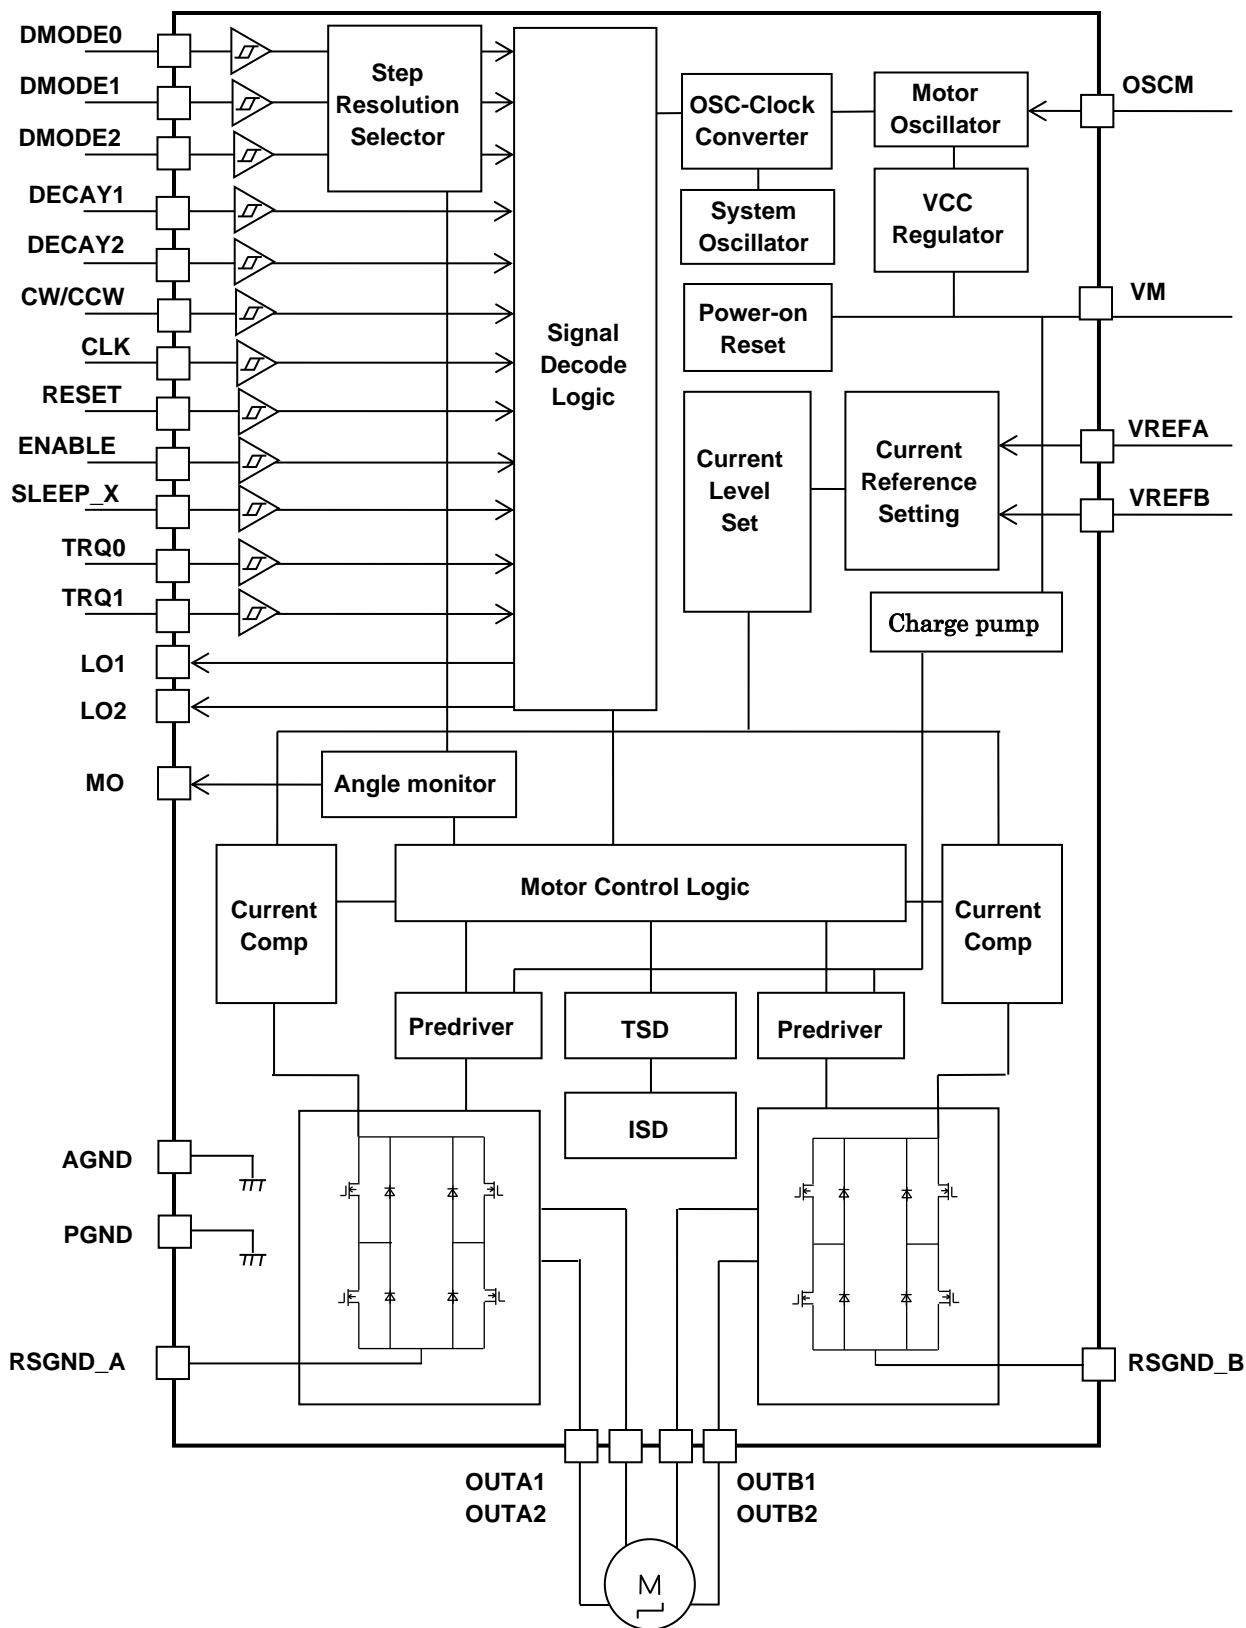 DMODE0
DMODE1
DMODE2
DECAY1
DECAY2
CW/CCW
CLK
RESET
ENABLE
SLEEP_X
TRQ0
TRQ1
LO1
LO2
MO
AGND
PGND
RSGND_A
Step
Resolution
Selector
Signal
Decode
Logic
OSC-Clock
Converter
Motor
Oscillator
System
Oscillator
VCC
Regulator
Power-on
Reset
Current
Level
Set
Current
Reference
Setting
Charge pump
OSCM
VM
VREFA
VREFB
Angle monitor
Motor Control Logic
Current
Comp
Current
Comp
Predriver
TSD
Predriver
ISD
RSGND_B
OUTA1
OUTA2
OUTB1
OUTB2
M